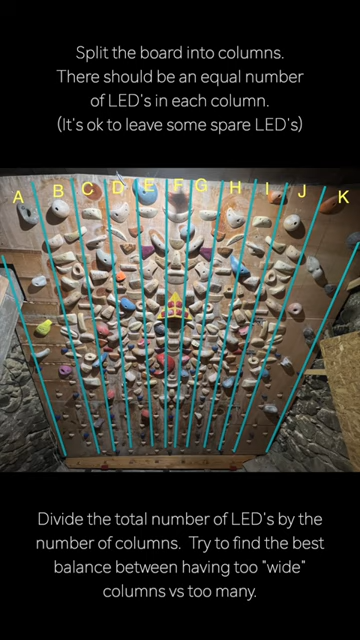 Split the board into columns.
There should be an equal number
of LED's in each column.
(It's ok to leave some spare LED's)
A B C D E F G H I J K
Divide the total number of LED's by the
number of columns. Try to find the best
balance between having too "wide"
columns vs too many.